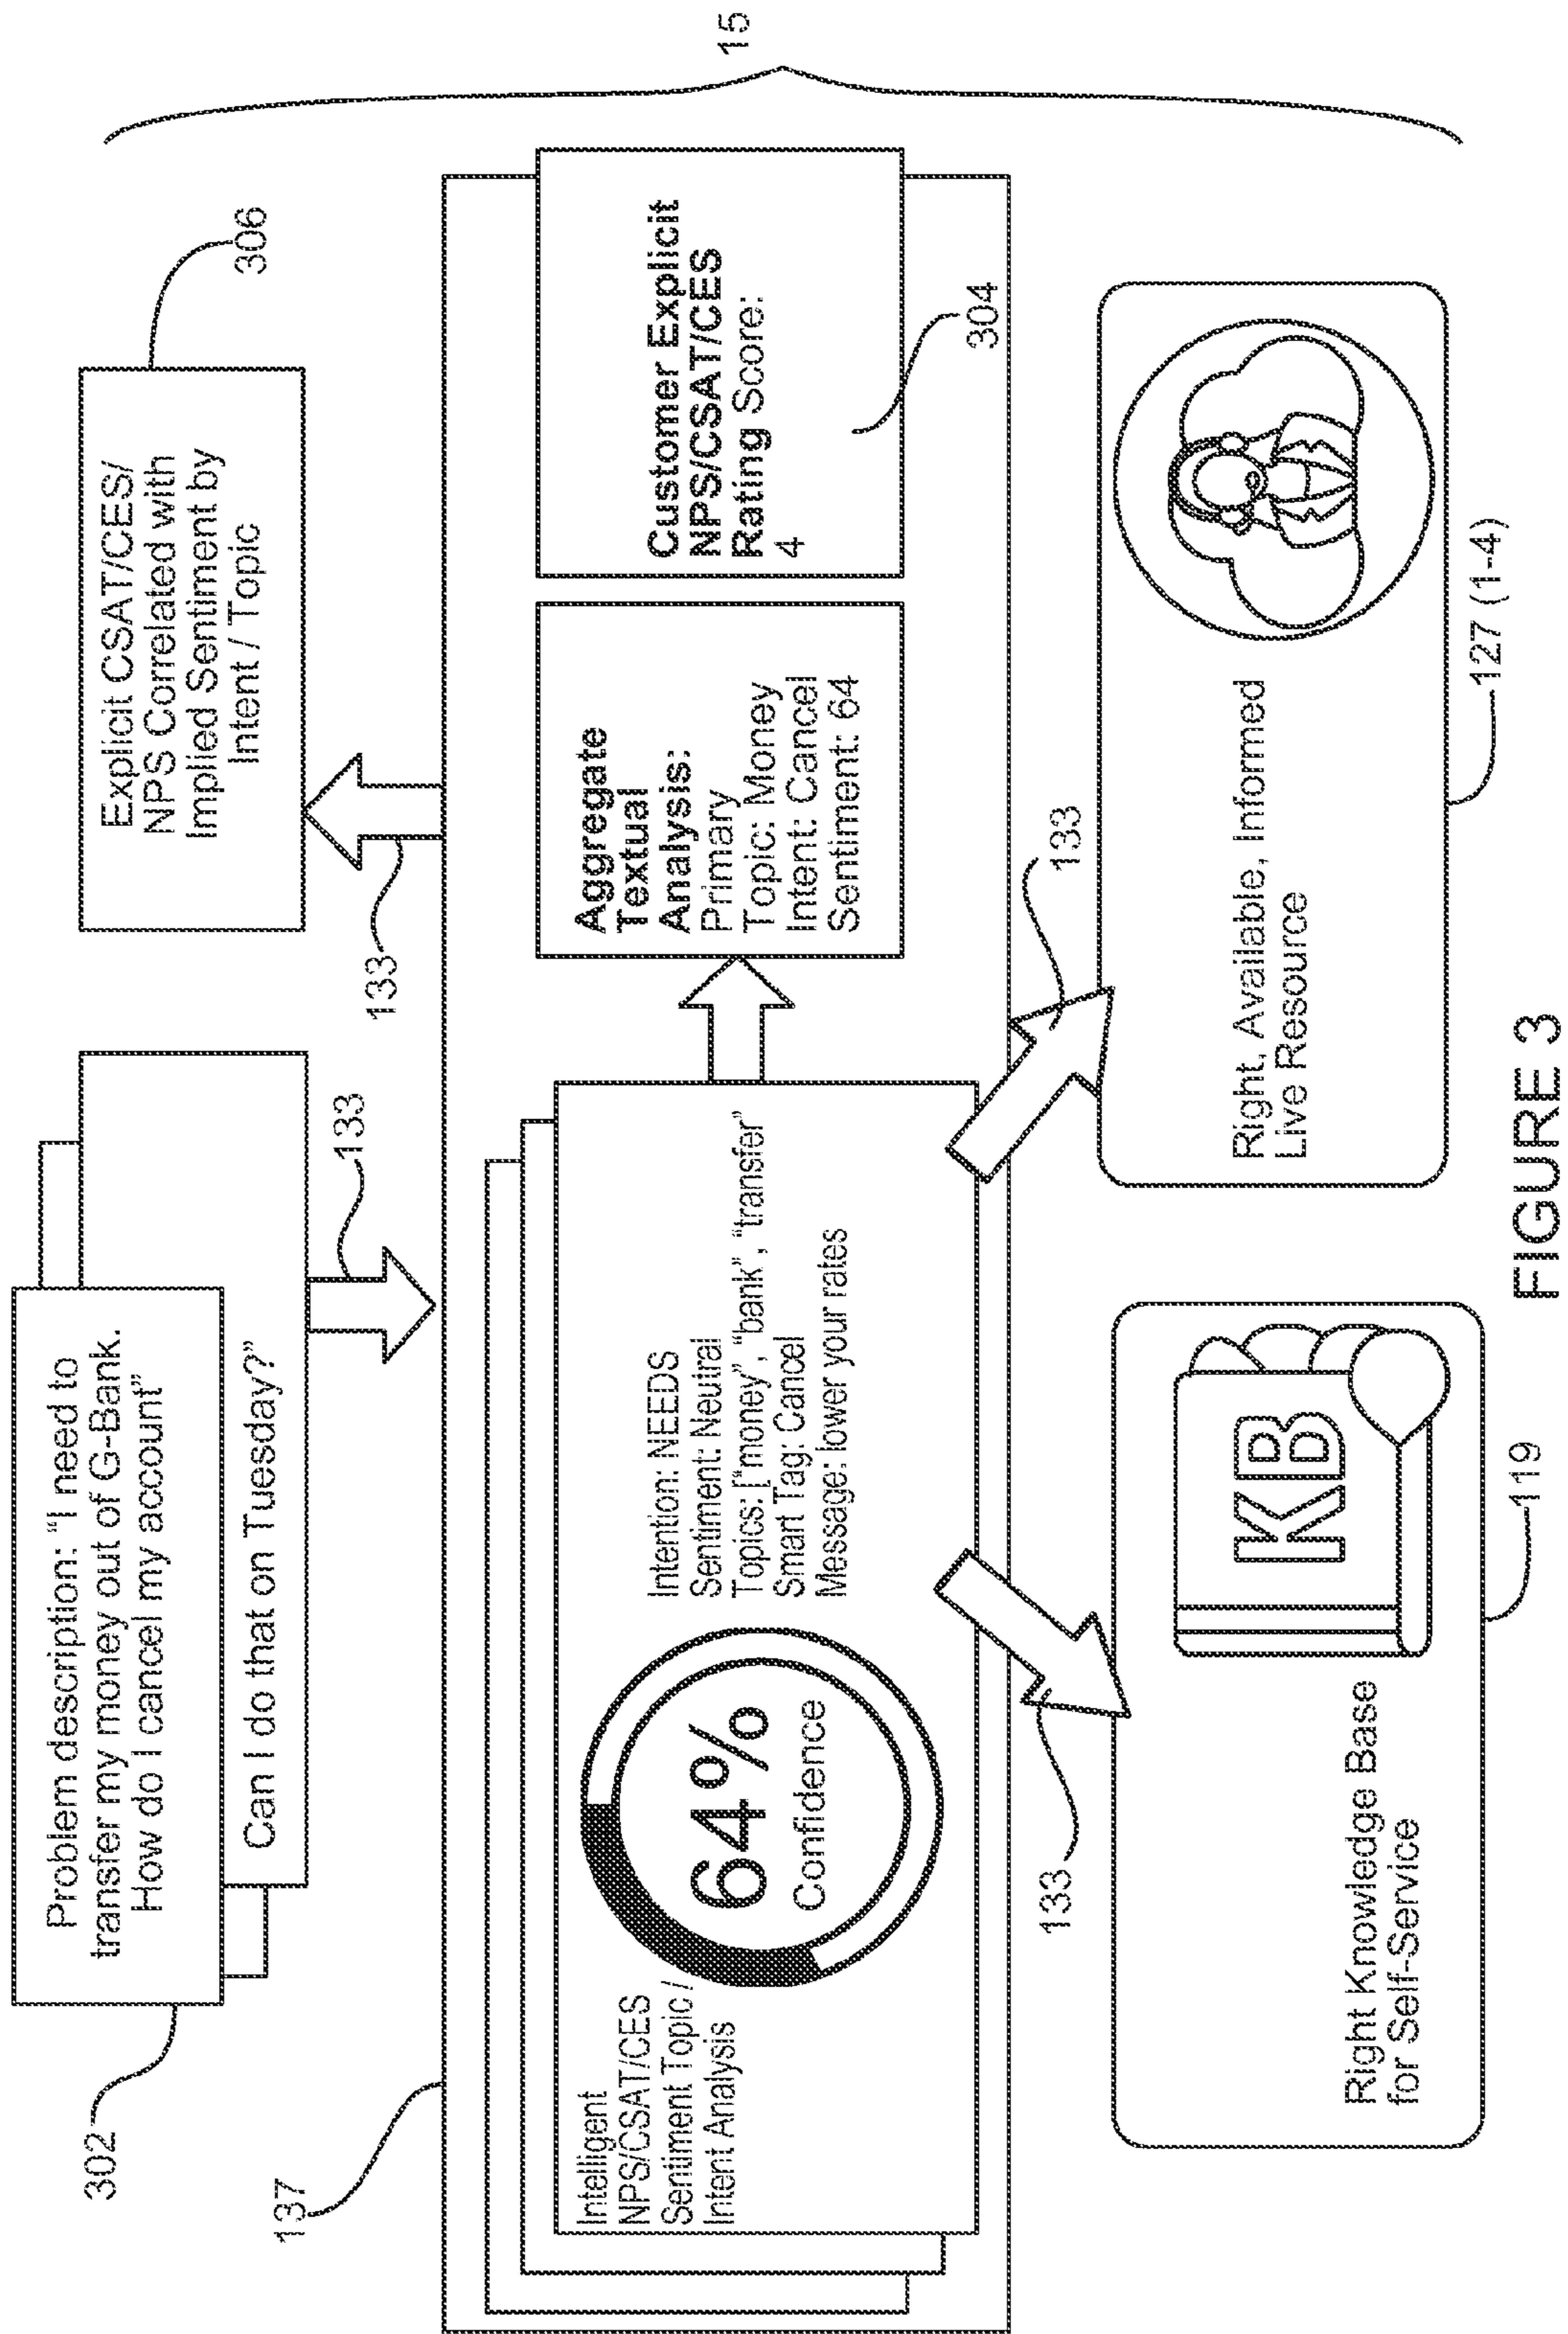 Problem description: “I need to
transfer my money out of G-Bank.
How do I cancel my account”
Can I do that on Tuesday?”
302
133
Explicit CSAT/CES/
NPS Correlated with
Implied Sentiment by
Intent / Topic
306
133
15
137
Intelligent
NPS/CSAT/CES
Sentiment Topic /
Intent Analysis
64%
Confidence
Intention: NEEDS
Sentiment: Neutral
Topics: [“money”, “bank”, “transfer”
Smart Tag: Cancel
Message: lower your rates
Aggregate
Textual
Analysis:
Primary
Topic: Money
Intent: Cancel
Sentiment: 64
Customer Explicit
NPS/CSAT/CES
Rating Score:
4
304
133
133
Right Knowledge Base
for Self-Service
KB
119
Right, Available, Informed
Live Resource
127 (1-4)
FIGURE 3